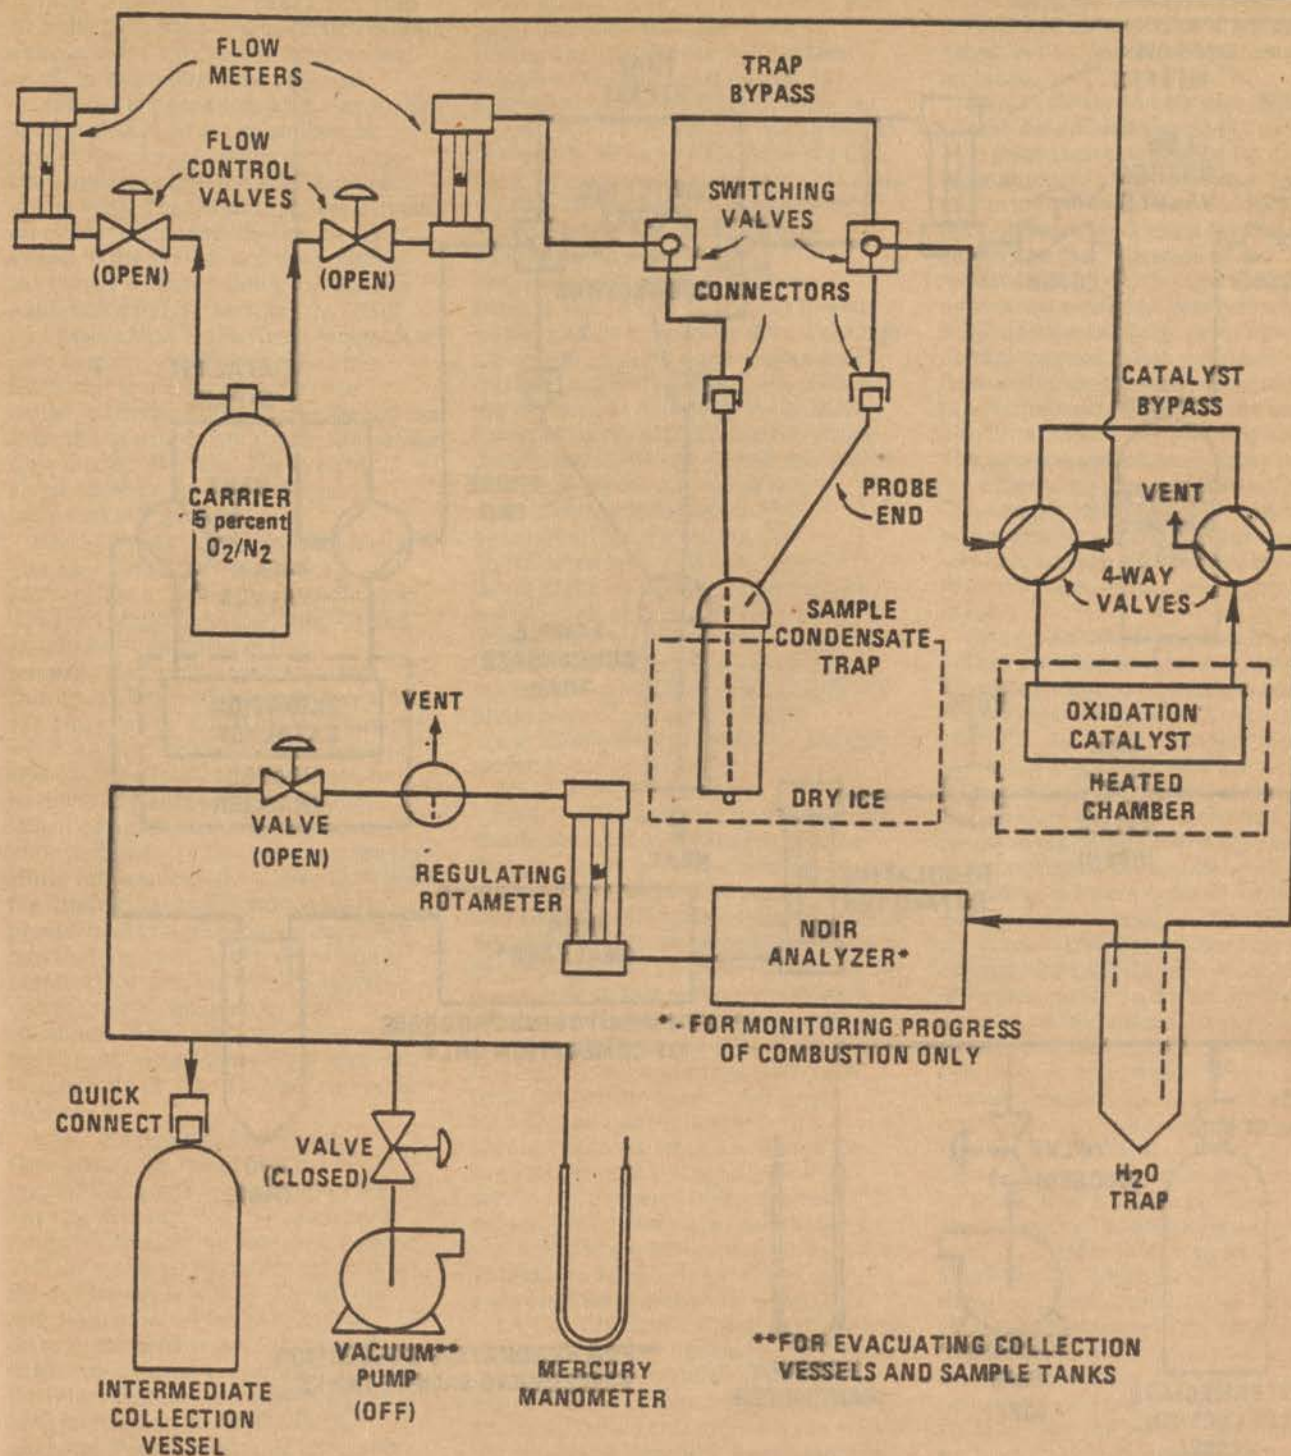 FLOW
METERS
TRAP
BYPASS
FLOW
CONTROL
VALVES
SWITCHING
VALVES
(OPEN)
(OPEN)
CONNECTORS
CATALYST
BYPASS
CARRIER
5 percent
O2/N2
PROBE
END
VENT
4-WAY
VALVES
SAMPLE
CONDENSATE
TRAP
VENT
OXIDATION
CATALYST
DRY ICE
HEATED
CHAMBER
VALVE
(OPEN)
REGULATING
ROTAMETER
NDIR
ANALYZER*
*-FOR MONITORING PROGRESS
OF COMBUSTION ONLY
QUICK
CONNECT
VALVE
(CLOSED)
H2O
TRAP
VACUUM**
PUMP
(OFF)
MERCURY
MANOMETER
**FOR EVACUATING COLLECTION
VESSELS AND SAMPLE TANKS
INTERMEDIATE
COLLECTION
VESSEL